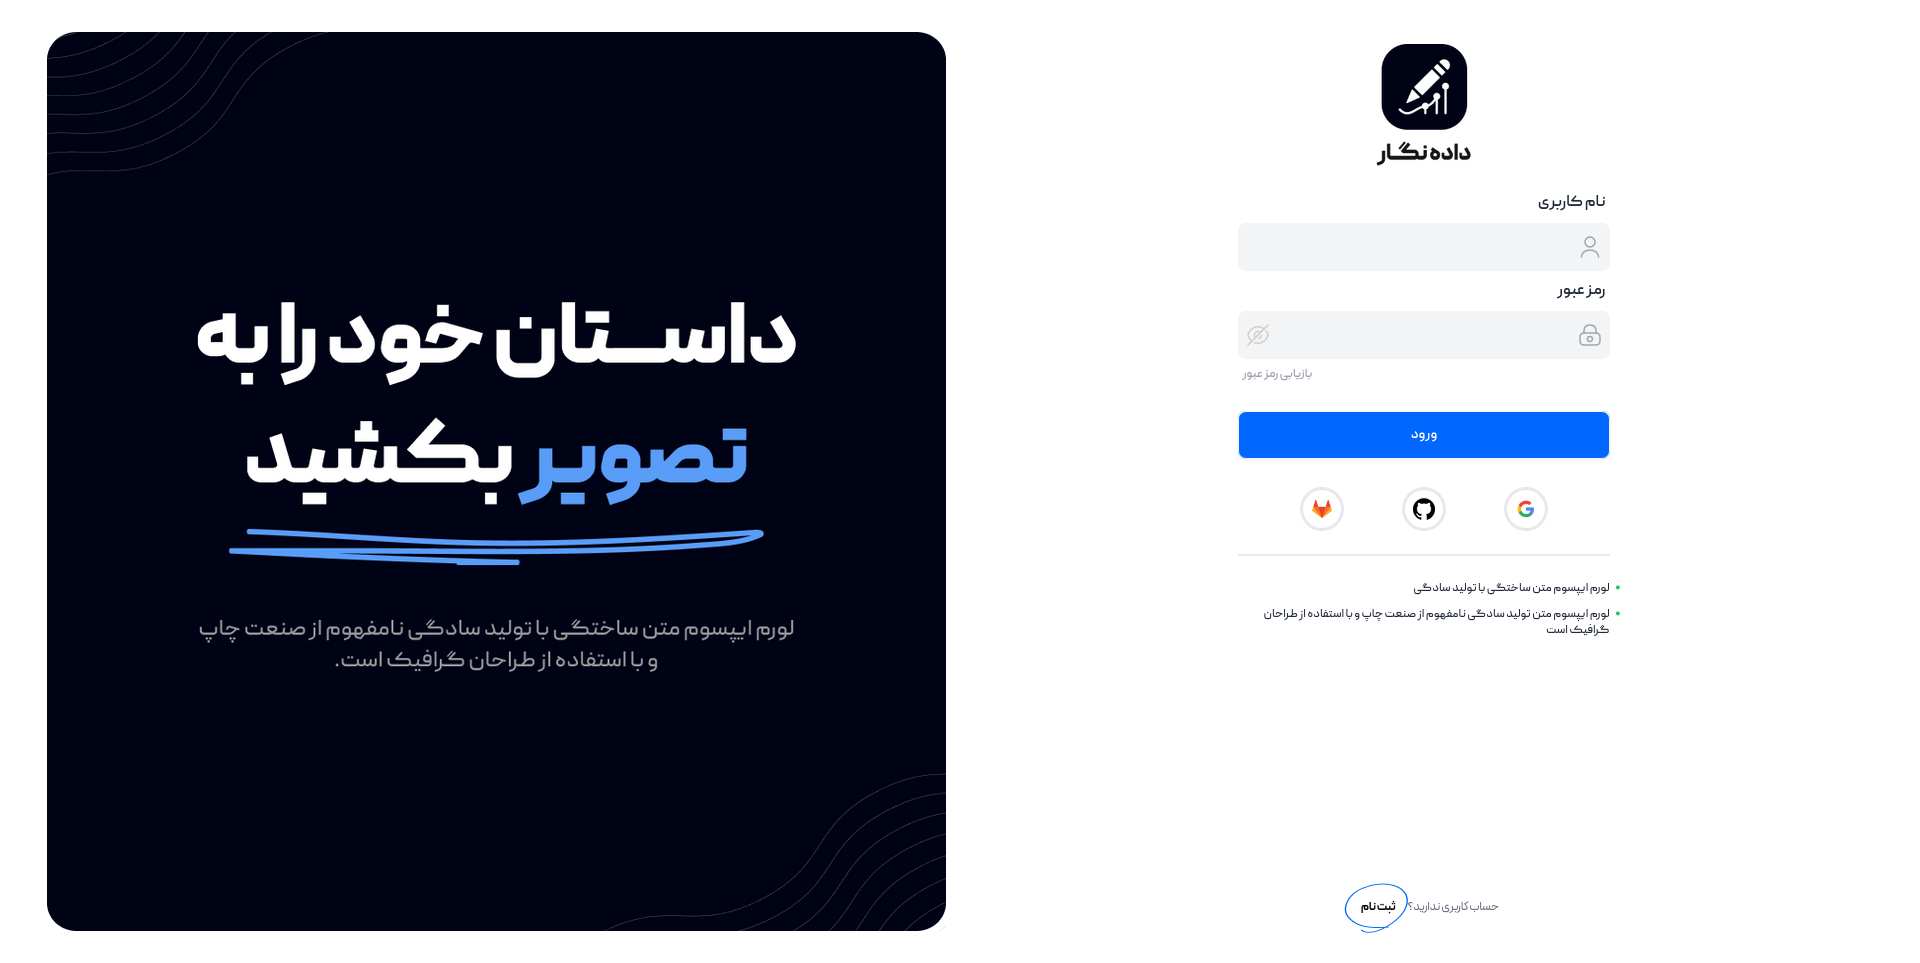 داده نگار
نام کاربری
رمز عبور
بازیابی رمز عبور
ورود
لورم ایپسوم متن ساختگی با تولید سادگی
لورم ایپسوم متن تولید سادگی نامفهوم از صنعت چاپ و با استفاده از طراحان
گرافیک است
حساب کاربری ندارید؟ ثبت نام
داستان خود را به
تصویر بکشید
لورم ایپسوم متن ساختگی با تولید سادگی نامفهوم از صنعت چاپ
و با استفاده از طراحان گرافیک است.